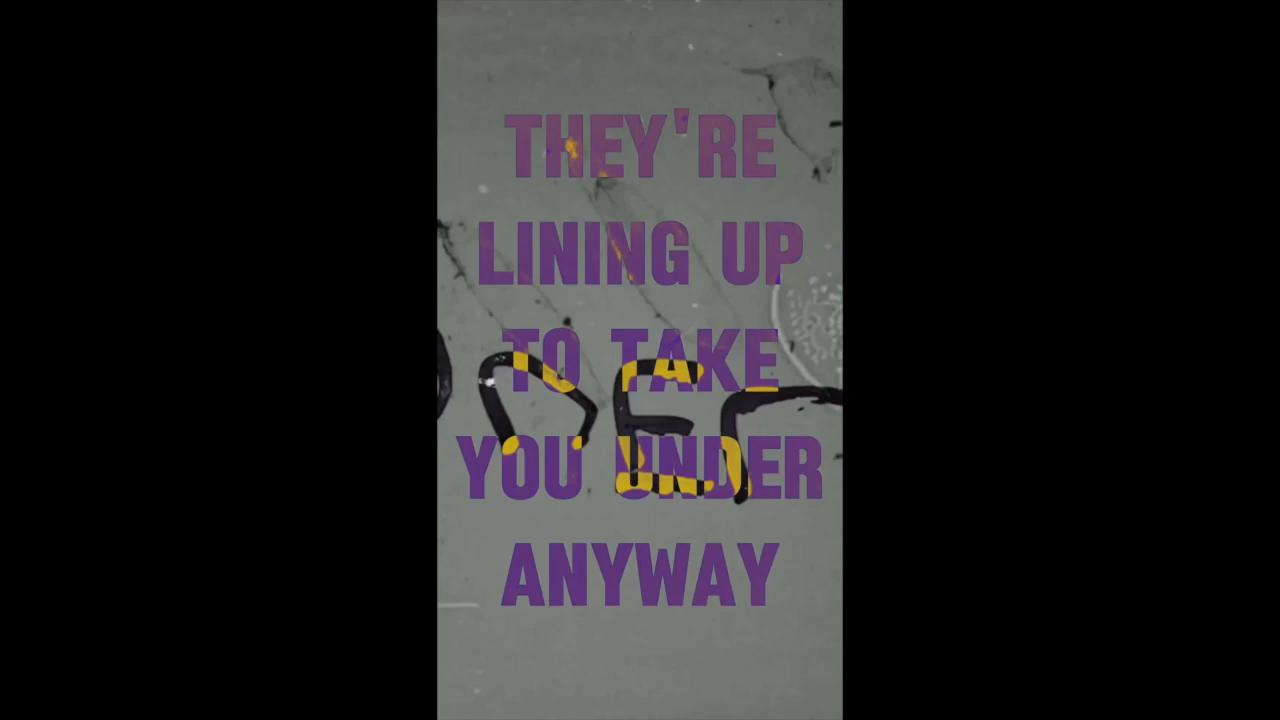 THEY'RE
LINING UP
TO TAKE
YOU UNDER
ANYWAY